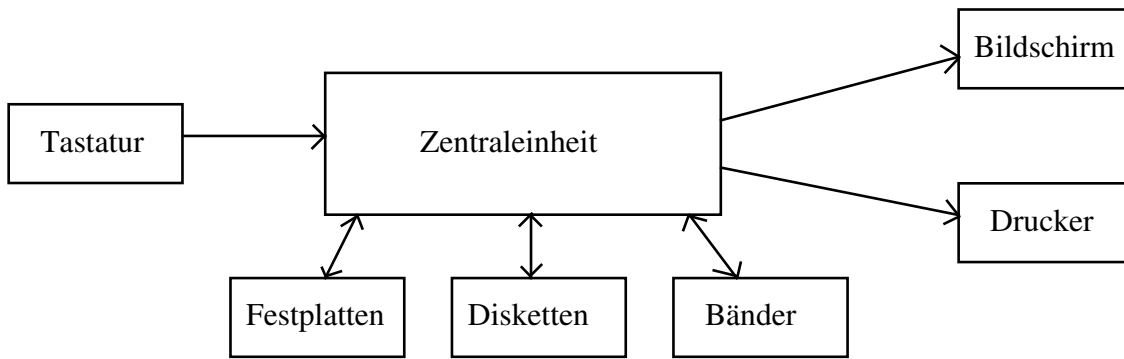 Bildschirm
Tastatur
Zentraleinheit
Drucker
Festplatten
Disketten
Bänder